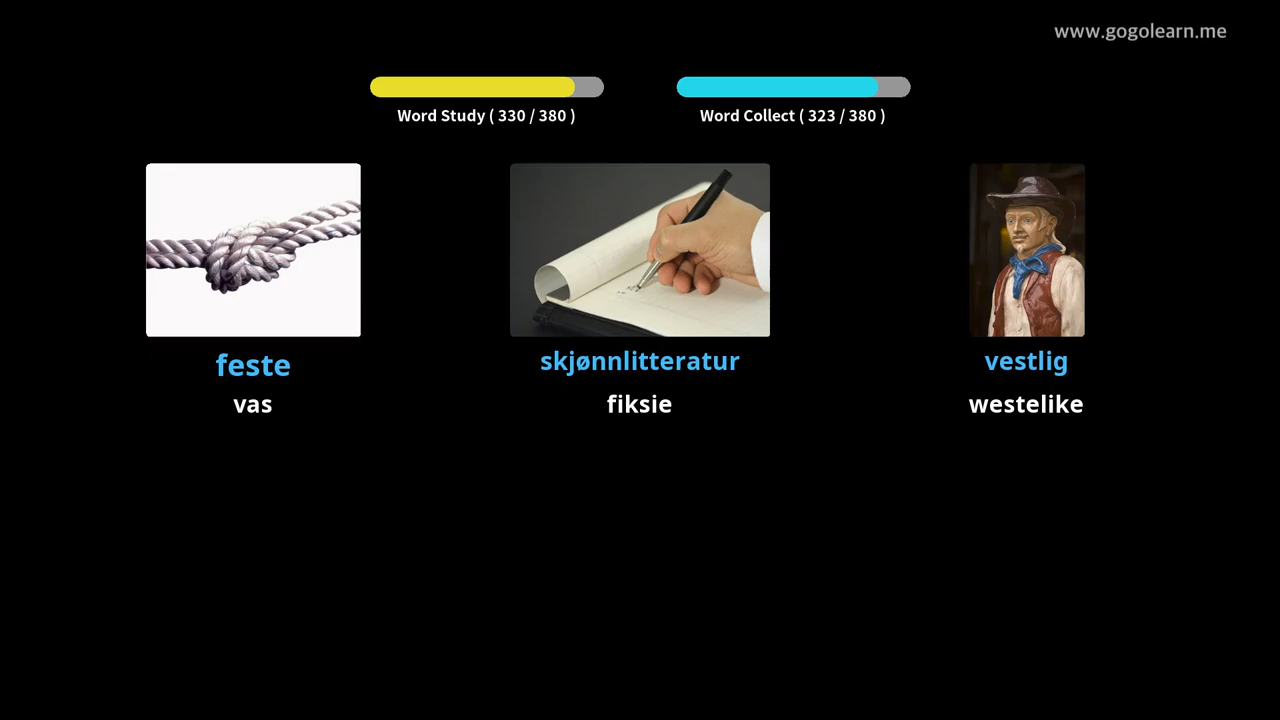 www.gogolearn.me
Word Study ( 330 / 380 )
Word Collect ( 323 / 380 )
feste
vas
skjønnlitteratur
fiksie
vestlig
westelike